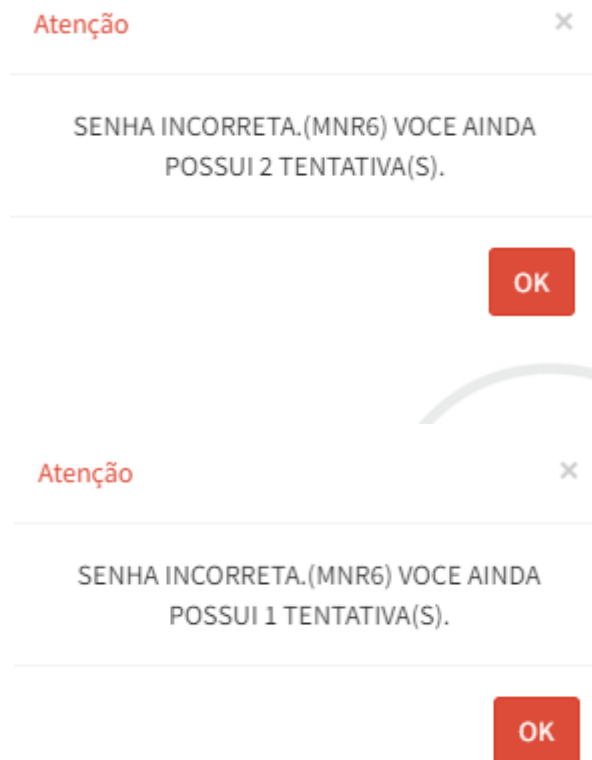 Atenção ×
SENHA INCORRETA.(MNR6) VOCE AINDA
POSSUI 2 TENTATIVA(S).
OK
Atenção ×
SENHA INCORRETA.(MNR6) VOCE AINDA
POSSUI 1 TENTATIVA(S).
OK